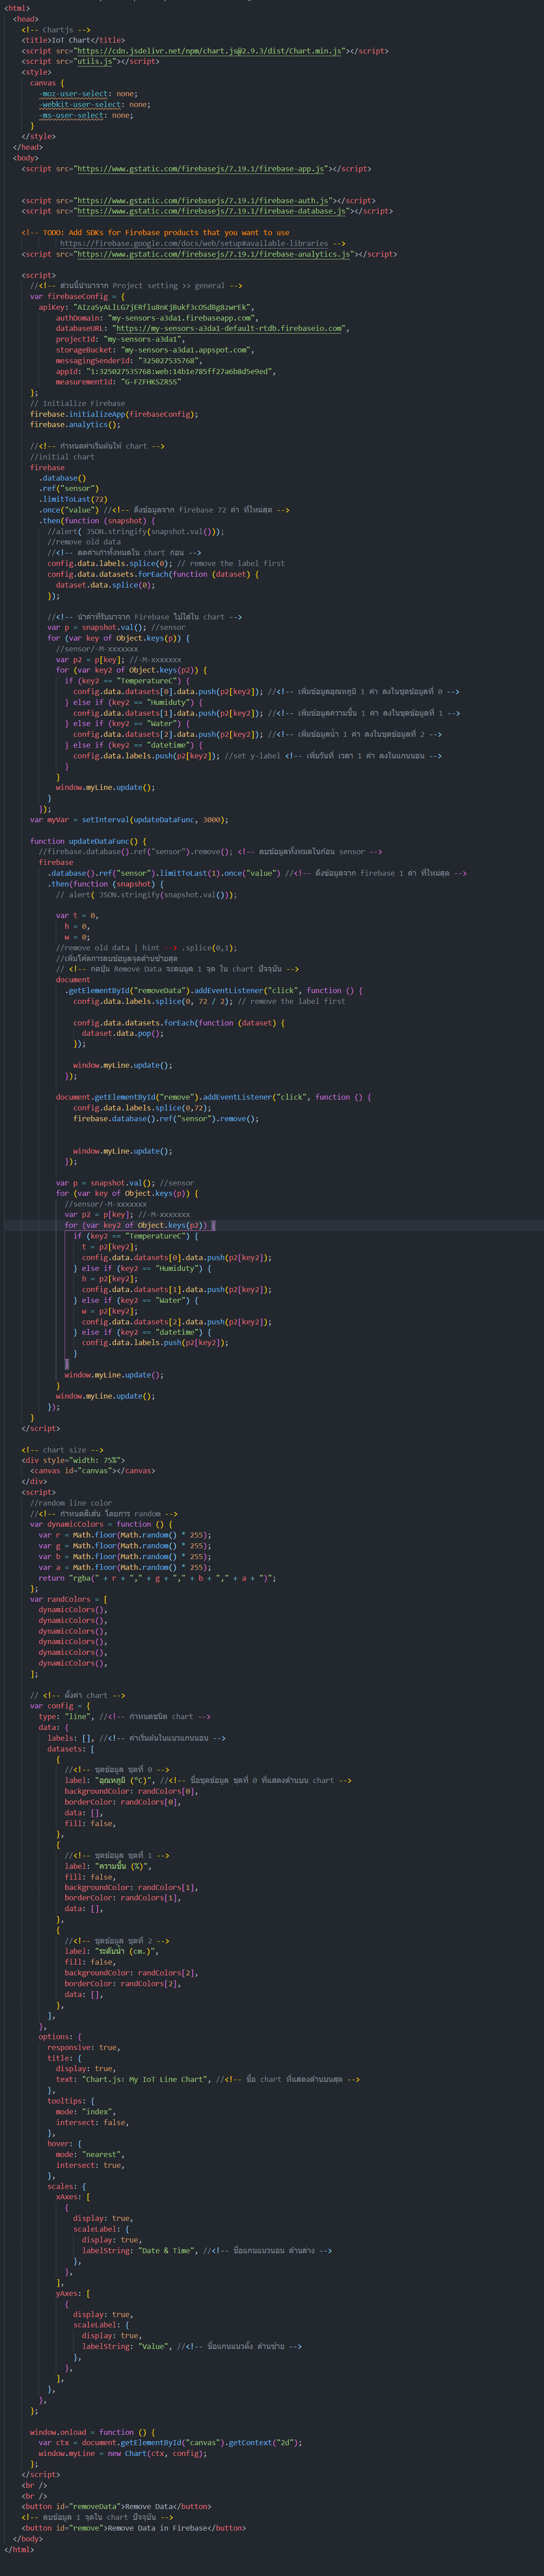 <html>
<head>
<!-- Chartjs -->
<title>IoT Chart</title>
<script src="https://cdn.jsdelivr.net/npm/chart.js@2.9.3/dist/Chart.min.js"></script>
<script src="utils.js"></script>
<style>
canvas {
-moz-user-select: none;
-webkit-user-select: none;
-ms-user-select: none;
}
</style>
</head>
<body>
<script src="https://www.gstatic.com/firebasejs/7.19.1/firebase-app.js"></script>
<script src="https://www.gstatic.com/firebasejs/7.19.1/firebase-auth.js"></script>
<script src="https://www.gstatic.com/firebasejs/7.19.1/firebase-database.js"></script>
<!-- TODO: Add SDKs for Firebase products that you want to use
https://firebase.google.com/docs/web/setup#available-libraries -->
<script src="https://www.gstatic.com/firebasejs/7.19.1/firebase-analytics.js"></script>
<script>
//<!-- ส่วนนี้นำมาจาก Project setting >> general -->
var firebaseConfig = {
apiKey:
authDomain: "my-sensors-a3da1.firebaseapp.com",
databaseURL: "https://my-sensors-a3da1-default-rtdb.firebaseio.com",
projectId: "my-sensors-a3da1",
storageBucket: "my-sensors-a3da1.appspot.com",
messagingSenderId: "325027535768",
appId: "1:325027535768:web:14b1e785ff27a6b8d5e9ed",
measurementId: "G-FZFHKSZRSS"
};
// Initialize Firebase
firebase.initializeApp(firebaseConfig);
firebase.analytics();
//<!-- กำหนดค่าเริ่มต้นให้ chart -->
//initial chart
firebase
.database()
.ref("sensor")
.limitToLast(72)
.once("value") //<!-- ดึงข้อมูลจาก firebase 72 ค่า ที่ใหม่สุด -->
.then(function (snapshot) {
//alert( JSON.stringify(snapshot.val()));
//remove old data
//<!-- ลดค่าเก่าทั้งหมดใน chart ก่อน -->
config.data.labels.splice(0); // remove the label first
config.data.datasets.forEach(function (dataset) {
dataset.data.splice(0);
});
//<!-- นำค่าที่รับมาจาก Firebase ไปใส่ใน chart -->
var p = snapshot.val(); //sensor
for (var key of Object.keys(p)) {
//sensor/-M-xxxxxxx
var p2 = p[key]; //-M-xxxxxxx
for (var key2 of Object.keys(p2)) {
if (key2 == "TemperatureC") {
config.data.datasets[0].data.push(p2[key2]); //<!-- เพิ่มข้อมูลอุณหภูมิ 1 ค่า ลงในชุดข้อมูลที่ 0 -->
} else if (key2 == "Humiduty") {
config.data.datasets[1].data.push(p2[key2]); //<!-- เพิ่มข้อมูลความชื้น 1 ค่า ลงในชุดข้อมูลที่ 1 -->
} else if (key2 == "Water") {
config.data.datasets[2].data.push(p2[key2]); //<!-- เพิ่มข้อมูลน้ำ 1 ค่า ลงในชุดข้อมูลที่ 2 -->
} else if (key2 == "datetime") {
config.data.labels.push(p2[key2]); //set y-label <!-- เพิ่มวันที่ เวลา 1 ค่า ลงในแกนนอน -->
}
}
window.myLine.update();
}
});
var myVar = setInterval(updateDataFunc, 3000);
function updateDataFunc() {
//firebase.database().ref("sensor").remove(); <!-- ลบข้อมูลทั้งหมดในก้อน sensor -->
firebase
.database().ref("sensor").limitToLast(1).once("value") //<!-- ดึงข้อมูลจาก firebase 1 ค่า ที่ใหม่สุด -->
.then(function (snapshot) {
// alert( JSON.stringify(snapshot.val()));
var t = 0,
h = 0,
w = 0;
//remove old data | hint --> .splice(0,1);
//เพิ่มโค้ดการลบข้อมูลจุดด้านซ้ายสุด
// <!-- กดปุ่ม Remove Data จะลบมูล 1 จุด ใน chart ปัจจุบัน -->
document
.getElementById("removeData").addEventListener("click", function () {
config.data.labels.splice(0, 72 / 2); // remove the label first
config.data.datasets.forEach(function (dataset) {
dataset.data.pop();
});
window.myLine.update();
});
document.getElementById("remove").addEventListener("click", function () {
config.data.labels.splice(0,72);
firebase.database().ref("sensor").remove();
window.myLine.update();
});
var p = snapshot.val(); //sensor
for (var key of Object.keys(p)) {
//sensor/-M-xxxxxxx
var p2 = p[key]; //-M-xxxxxxx
for (var key2 of Object.keys(p2)) {
if (key2 == "TemperatureC") {
t = p2[key2];
config.data.datasets[0].data.push(p2[key2]);
} else if (key2 == "Humiduty") {
h = p2[key2];
config.data.datasets[1].data.push(p2[key2]);
} else if (key2 == "Water") {
w = p2[key2];
config.data.datasets[2].data.push(p2[key2]);
} else if (key2 == "datetime") {
config.data.labels.push(p2[key2]);
}
}
window.myLine.update();
}
window.myLine.update();
});
}
</script>
<!-- chart size -->
<div style="width: 75%">
<canvas id="canvas"></canvas>
</div>
<script>
//random line color
//<!-- กำหนดสีเส้น โดยการ random -->
var dynamicColors = function () {
var r = Math.floor(Math.random() * 255);
var g = Math.floor(Math.random() * 255);
var b = Math.floor(Math.random() * 255);
var a = Math.floor(Math.random() * 255);
return "rgba(" + r + "," + g + "," + b + "," + a + ")";
};
var randColors = [
dynamicColors(),
dynamicColors(),
dynamicColors(),
dynamicColors(),
dynamicColors(),
dynamicColors(),
];
// <!-- ตั้งค่า chart -->
var config = {
type: "line", //<!-- กำหนดชนิด chart -->
data: {
labels: [], //<!-- ค่าเริ่มต้นในแนวแกนนอน -->
datasets: [
{
//<!-- ชุดข้อมูล ชุดที่ 0 -->
label: "อุณหภูมิ (°C)", //<!-- ชื่อชุดข้อมูล ชุดที่ 0 ที่แสดงด้านบน chart -->
backgroundColor: randColors[0],
borderColor: randColors[0],
data: [],
fill: false,
},
{
//<!-- ชุดข้อมูล ชุดที่ 1 -->
label: "ความชื้น (%)",
fill: false,
backgroundColor: randColors[1],
borderColor: randColors[1],
data: [],
},
{
//<!-- ชุดข้อมูล ชุดที่ 2 -->
label: "ระดับน้ำ (cm.)",
fill: false,
backgroundColor: randColors[2],
borderColor: randColors[2],
data: [],
},
],
},
options: {
responsive: true,
title: {
display: true,
text: "Chart.js: My IoT Line Chart", //<!-- ชื่อ chart ที่แสดงด้านบนสุด -->
},
tooltips: {
mode: "index",
intersect: false,
},
hover: {
mode: "nearest",
intersect: true,
},
scales: {
xAxes: [
{
display: true,
scaleLabel: {
display: true,
labelString: "Date & Time", //<!-- ชื่อแกนแนวนอน ด้านล่าง -->
},
},
],
yAxes: [
{
display: true,
scaleLabel: {
display: true,
labelString: "Value", //<!-- ชื่อแกนแนวตั้ง ด้านซ้าย -->
},
},
],
},
},
};
window.onload = function () {
var ctx = document.getElementById("canvas").getContext("2d");
window.myLine = new Chart(ctx, config);
};
</script>
<br />
<br />
<button id="removeData">Remove Data</button>
<!-- ลบข้อมูล 1 จุดใน chart ปัจจุบัน -->
<button id="remove">Remove Data in Firebase</button>
</body>
</html>